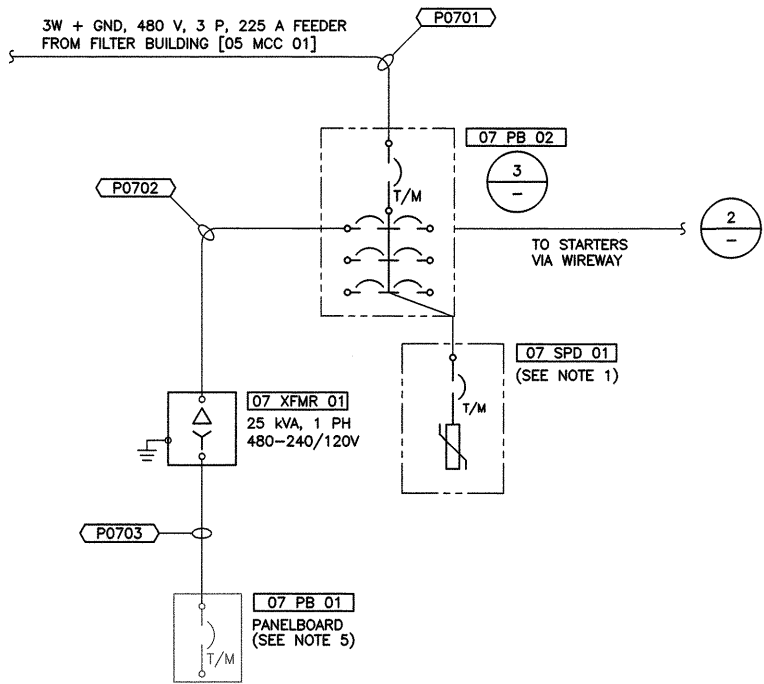 P0701
3W + GND, 480 V, 3 P, 225 A FEEDER
FROM FILTER BUILDING [05 MCC 01]
07 PB 02
3
-
T/M
P0702
2
-
TO STARTERS
VIA WIREWAY
07 SPD 01
(SEE NOTE 1)
T/M
07 XFMR 01
25 kVA, 1 PH
480-240/120V
P0703
07 PB 01
PANELBOARD
(SEE NOTE 5)
T/M